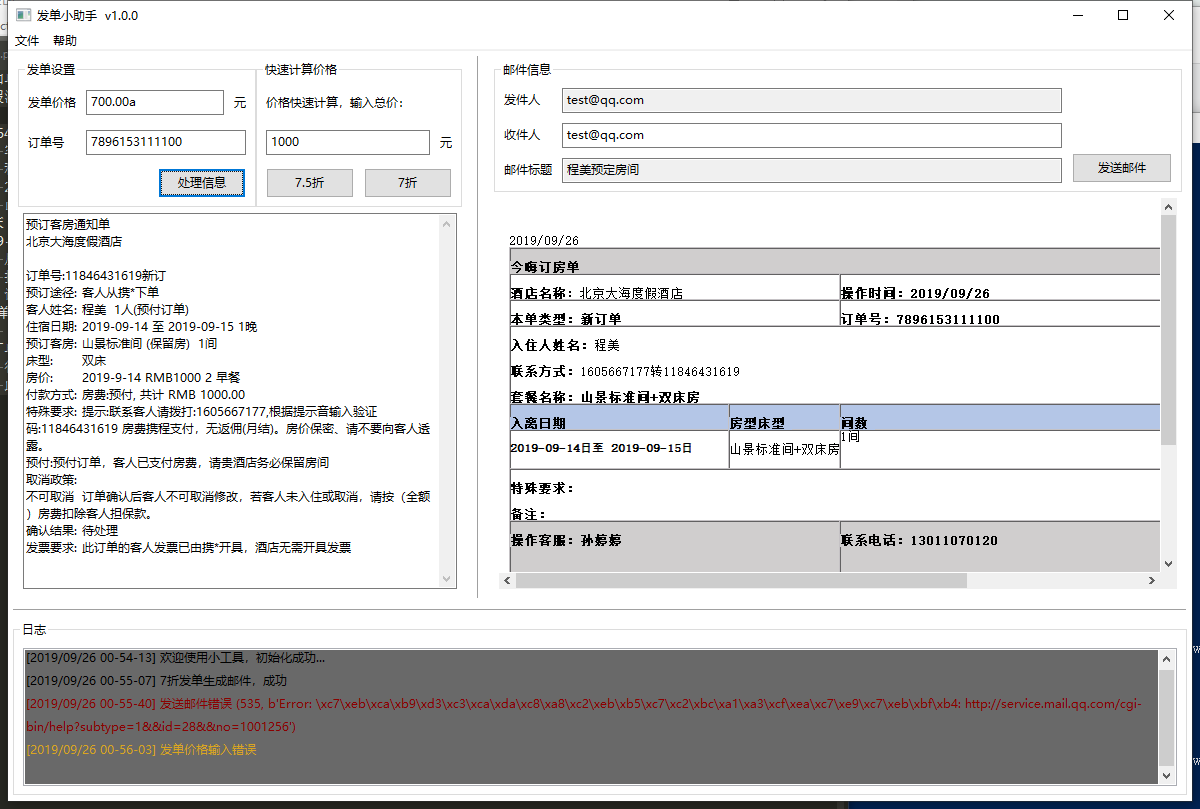 发单小助手 v1.0.0
文件 帮助
发单设置
发单价格 700.00a 元
订单号 7896153111100
处理信息
快速计算价格
价格快速计算，输入总价：
1000 元
7.5折 7折
邮件信息
发件人 test@qq.com
收件人 test@qq.com
邮件标题 程美预定房间
发送邮件
预订客房通知单
北京大海度假酒店
订单号:11846431619新订
预订途径: 客人从携*下单
客人姓名: 程美 1人(预付订单)
住宿日期: 2019-09-14 至 2019-09-15 1晚
预订客房: 山景标准间 (保留房) 1间
床型: 双床
房价: 2019-9-14 RMB1000 2 早餐
付款方式: 房费:预付, 共计 RMB 1000.00
特殊要求: 提示:联系客人请拨打:1605667177,根据提示音输入验证
码:11846431619 房费携程支付，无返佣(月结)。房价保密、请不要向客人透
露。
预付:预付订单，客人已支付房费，请贵酒店务必保留房间
取消政策:
不可取消 订单确认后客人不可取消修改，若客人未入住或取消，请按（全额
）房费扣除客人担保款。
确认结果: 待处理
发票要求: 此订单的客人发票已由携*开具，酒店无需开具发票
2019/09/26
今嗨订房单
酒店名称：北京大海度假酒店 操作时间：2019/09/26
本单类型：新订单 订单号：7896153111100
入住人姓名：程美
联系方式：1605667177转11846431619
套餐名称：山景标准间+双床房
入离日期 房型床型 间数
2019-09-14日至 2019-09-15日 山景标准间+双床房 1间
特殊要求：
备注：
操作客服：孙婷婷 联系电话：13011070120
日志
[2019/09/26 00-54-13] 欢迎使用小工具，初始化成功...
[2019/09/26 00-55-07] 7折发单生成邮件，成功
[2019/09/26 00-55-40] 发送邮件错误 (535, b'Error: \xc7\xeb\xca\xb9\xd3\xc3\xca\xda\xc8\xa8\xc2\xeb\xb5\xc7\xc2\xbc\xa1\xa3\xcf\xea\xc7\xe9\xc7\xeb\xbf\xb4: http://service.mail.qq.com/cgi-
bin/help?subtype=1&&id=28&&no=1001256')
[2019/09/26 00-56-03] 发单价格输入错误